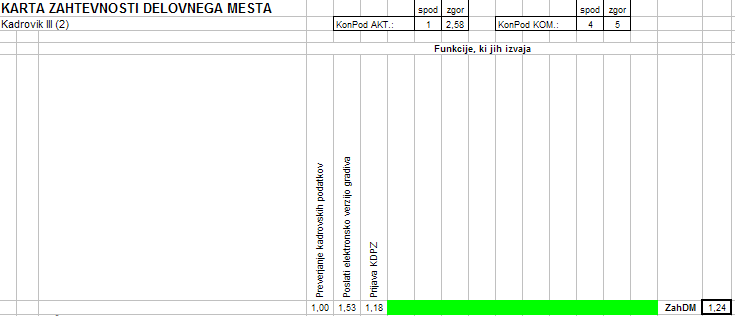 KARTA ZAHTEVNOSTI DELOVNEGA MESTA
spod zgor
spod zgor
Kadrovik III (2)
KonPod AKT.: 1 2,58
KonPod KOM.: 4 5
Funkcije, ki jih izvaja
Preverjanje kadrovskih podatkov
Poslati elektronsko verzijo gradiva
Prijava KDPZ
1,00 1,53 1,18
ZahDM 1,24